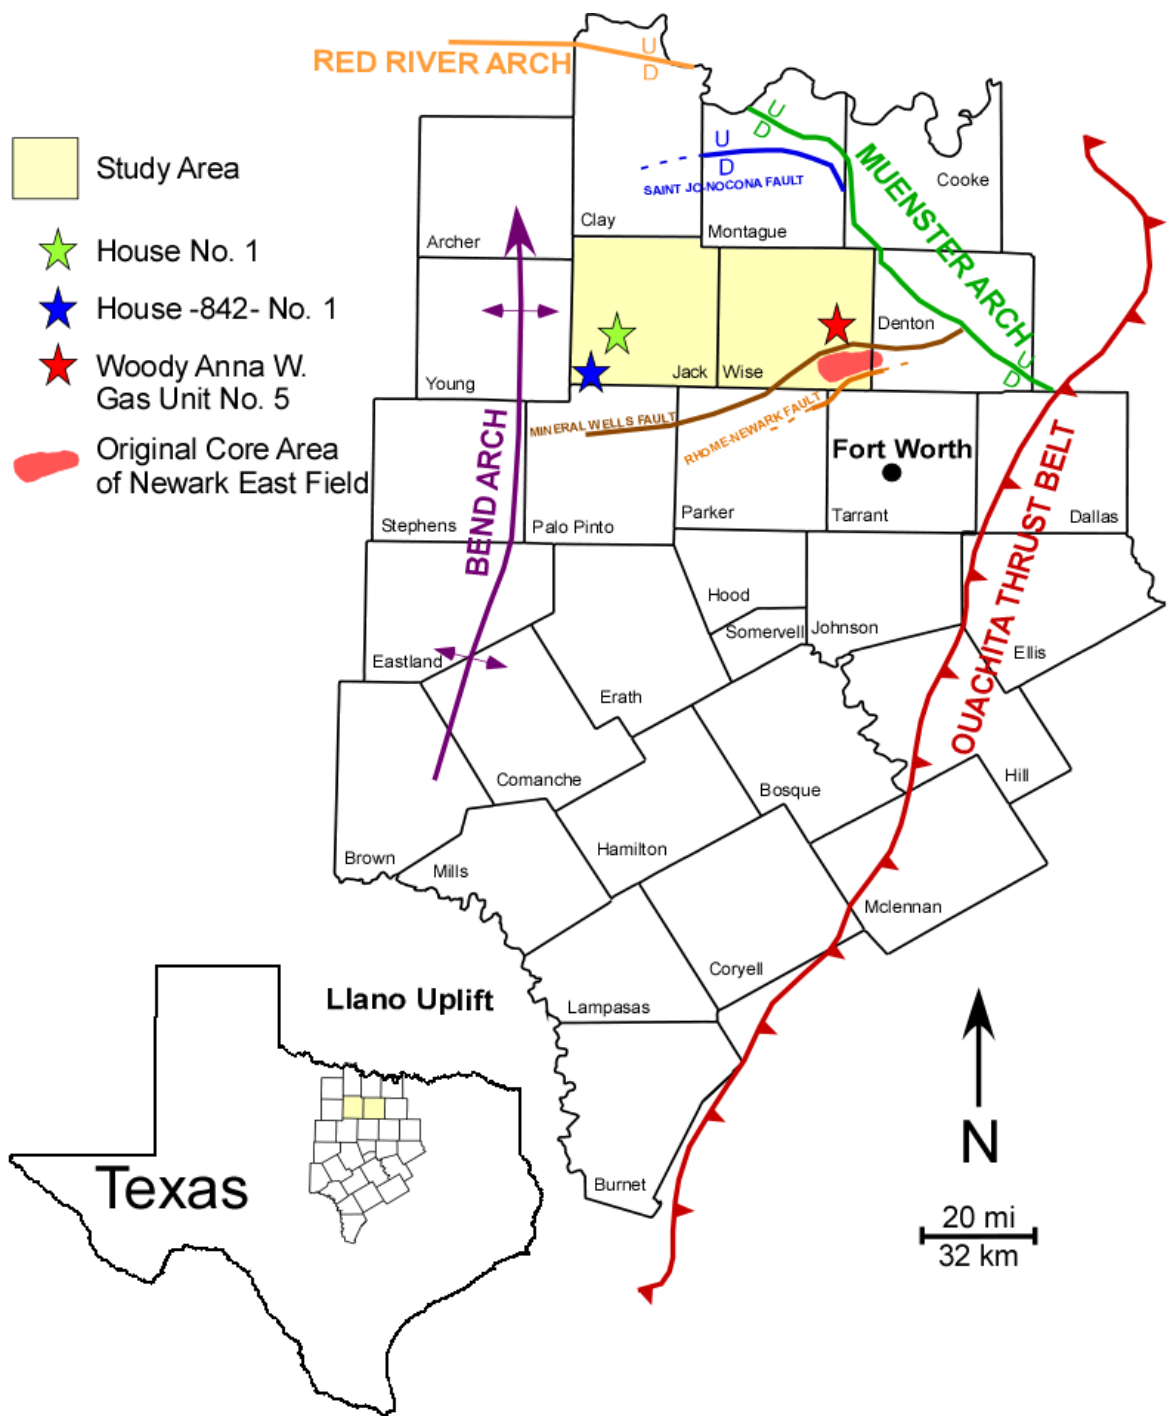 RED RIVER ARCH
U
D
U
D
U
D
SAINT JO-NOCONA FAULT
MUENSTER ARCH
U
D
Study Area
House No. 1
House -842- No. 1
Woody Anna W.
Gas Unit No. 5
Original Core Area
of Newark East Field
Archer
Clay
Montague
Cooke
Young
Jack
Wise
Denton
BEND ARCH
MINERAL WELLS FAULT
RHOME-NEWARK FAULT
Fort Worth
Stephens
Palo Pinto
Parker
Tarrant
Dallas
OUACHITA THRUST BELT
Eastland
Erath
Hood
Somervell
Johnson
Ellis
Comanche
Bosque
Hill
Brown
Mills
Hamilton
Mclennan
Coryell
Lampasas
Burnet
Llano Uplift
Texas
N
20 mi
32 km